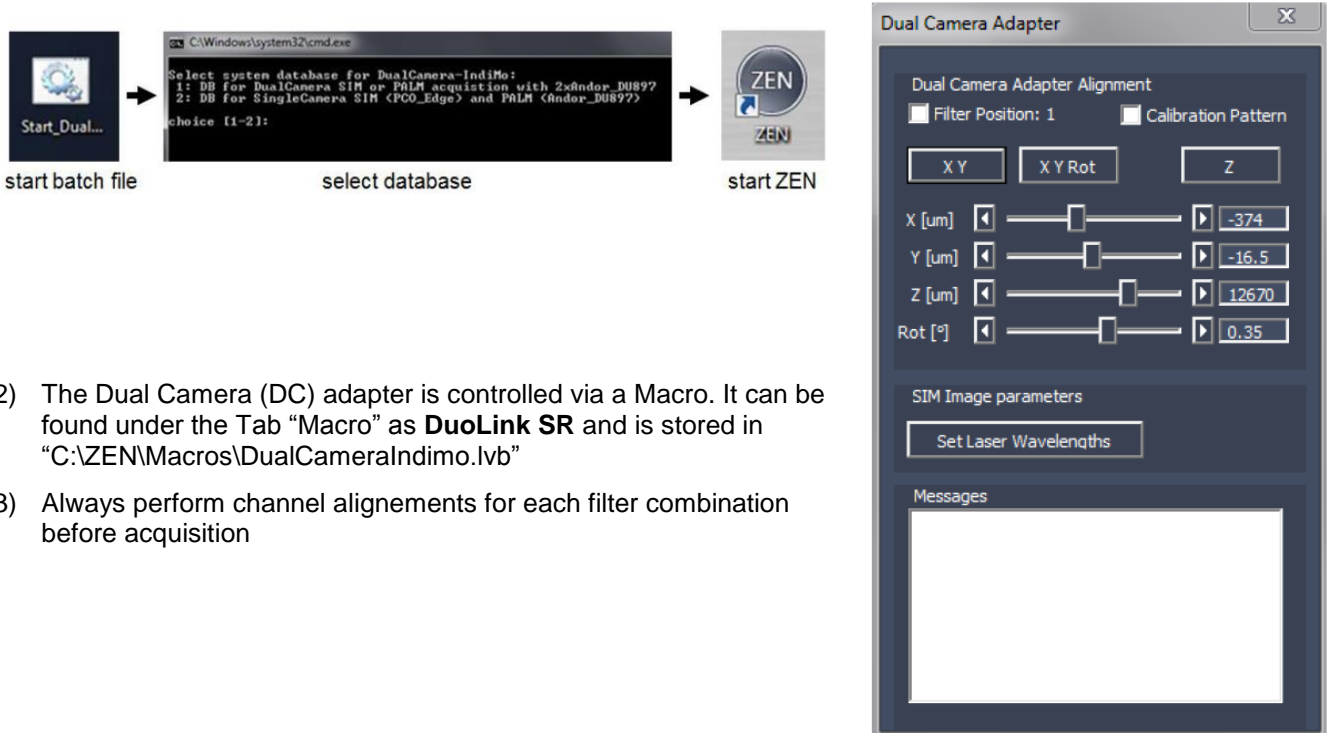 Start_Dual...
start batch file
C:\Windows\system32\cmd.exe
Select system database for DualCamera-IndiMo:
1: DB for DualCamera SIM or PALM acquistion with 2xAndor_DU897
2: DB for SingleCamera SIM (PCO_Edge) and PALM (Andor_DU897)
choice [1-2]:
select database
ZEN
ZEN
start ZEN
2) The Dual Camera (DC) adapter is controlled via a Macro. It can be
found under the Tab “Macro” as DuoLink SR and is stored in
“C:\ZEN\Macros\DualCameraIndimo.lvb”
3) Always perform channel alignements for each filter combination
before acquisition
Dual Camera Adapter
Dual Camera Adapter Alignment
Filter Position: 1 Calibration Pattern
X Y X Y Rot Z
X [um] -374
Y [um] -16.5
Z [um] 12670
Rot [°] 0.35
SIM Image parameters
Set Laser Wavelengths
Messages